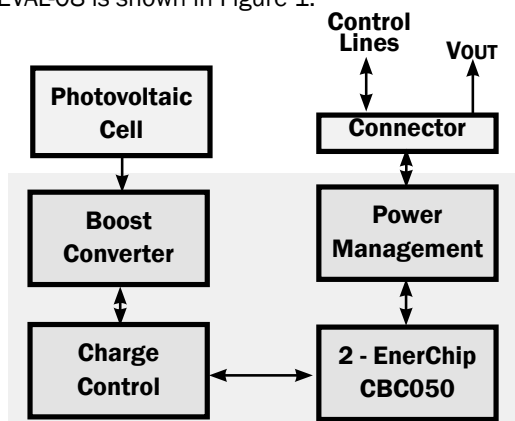 EVAL-08 is shown in Figure 1.
Control
Lines
VOUT
Photovoltaic
Cell
Connector
Boost
Converter
Power
Management
Charge
Control
2 - EnerChip
CBC050